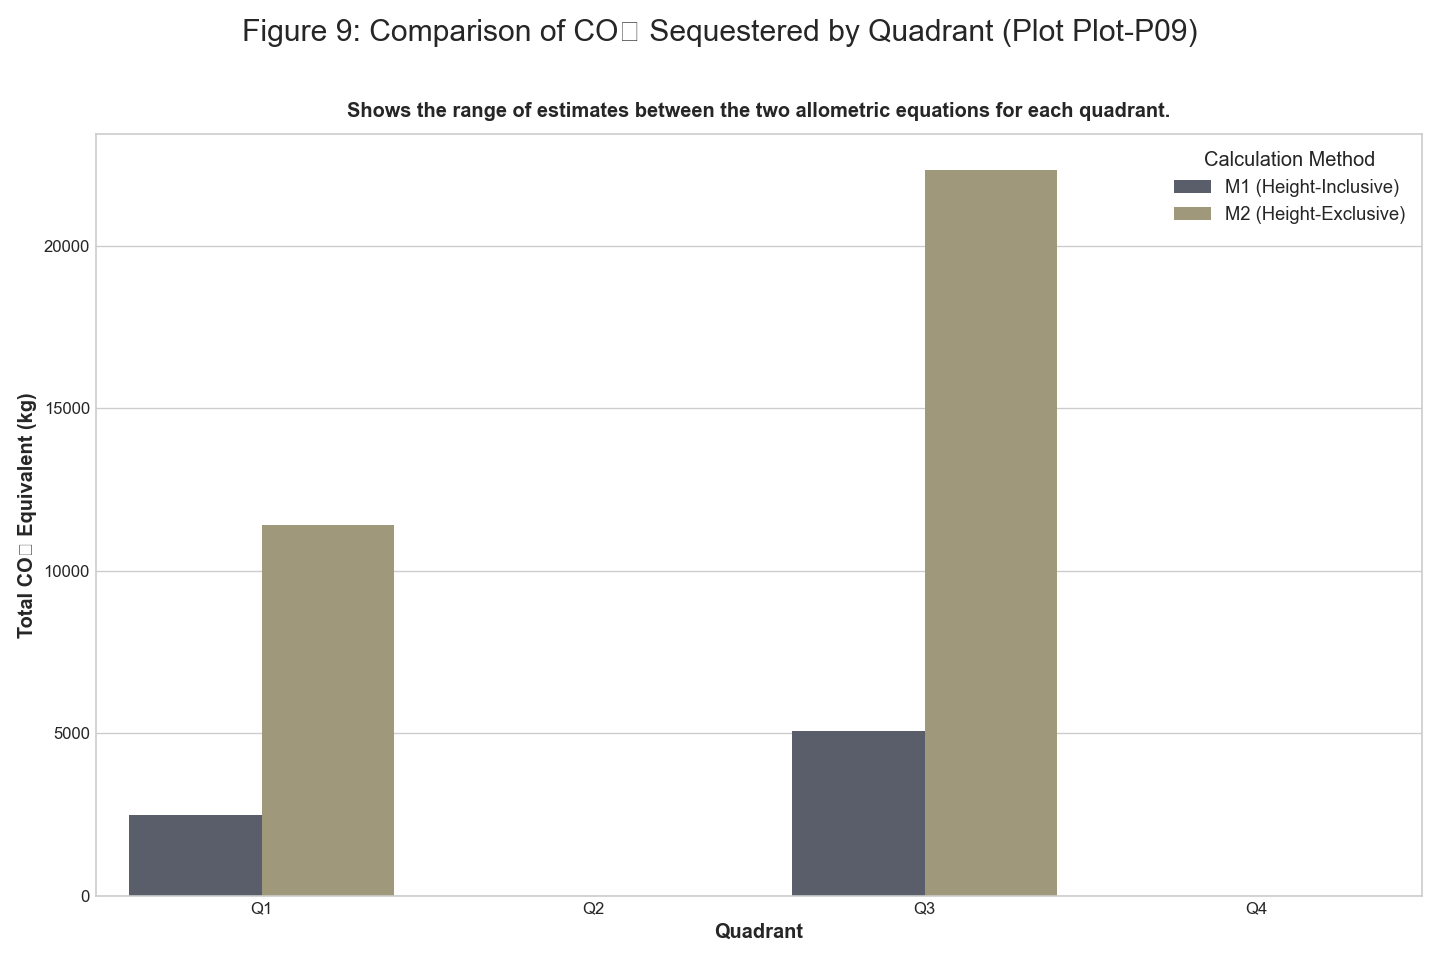 Figure 9: Comparison of CO□ Sequestered by Quadrant (Plot Plot-P09)
Shows the range of estimates between the two allometric equations for each quadrant.
Calculation Method
M1 (Height-Inclusive)
M2 (Height-Exclusive)
Total CO□ Equivalent (kg)
20000
15000
10000
5000
0
Q1
Q2
Q3
Q4
Quadrant